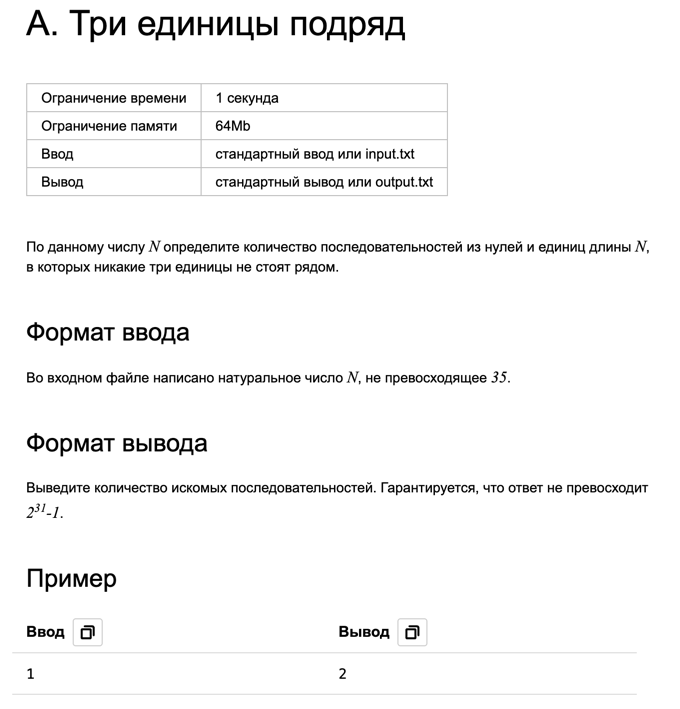 A. Три единицы подряд
Ограничение времени 1 секунда
Ограничение памяти 64Mb
Ввод стандартный ввод или input.txt
Вывод стандартный вывод или output.txt
По данному числу N определите количество последовательностей из нулей и единиц длины N,
в которых никакие три единицы не стоят рядом.
Формат ввода
Во входном файле написано натуральное число N, не превосходящее 35.
Формат вывода
Выведите количество искомых последовательностей. Гарантируется, что ответ не превосходит
2³¹-1.
Пример
Ввод Вывод
1 2